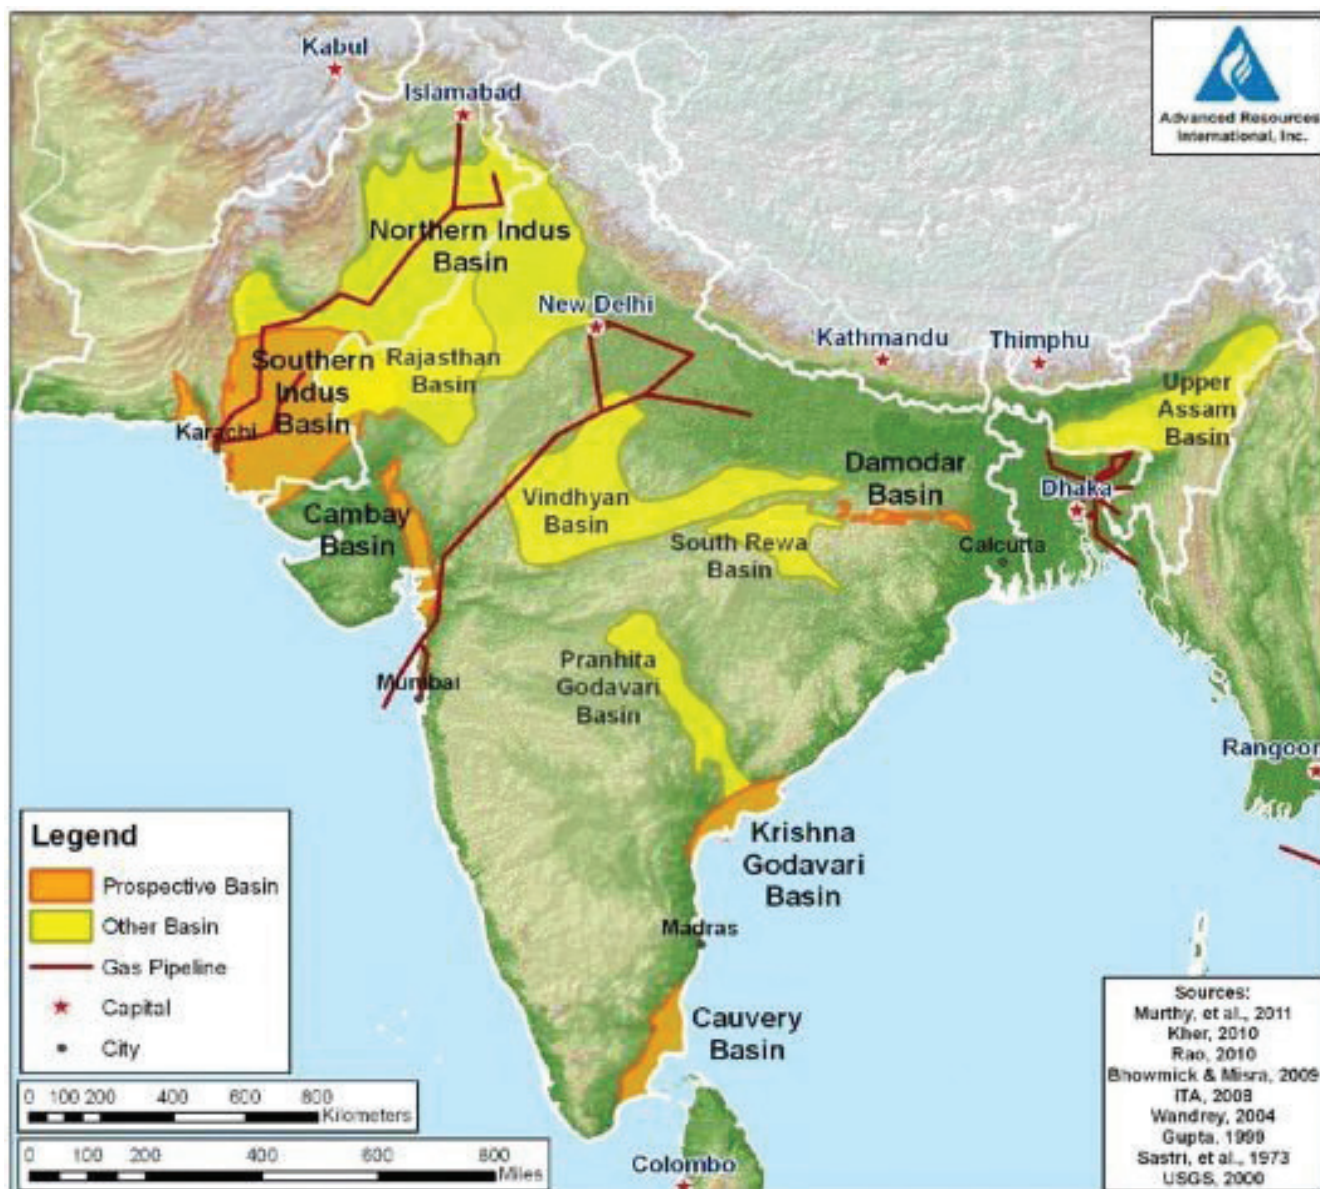 Kabul
Islamabad
Advanced Resources
International, Inc.
Northern Indus
Basin
New Delhi
Kathmandu
Thimphu
Southern
Indus
Basin
Rajasthan
Basin
Upper
Assam
Basin
Karachi
Damodar
Basin
Dhaka
Cambay
Basin
Vindhyan
Basin
South Rewa
Basin
Calcutta
Pranhita
Godavari
Basin
Mumbai
Rangoon
Krishna
Godavari
Basin
Madras
Cauvery
Basin
Colombo
Legend
Prospective Basin
Other Basin
Gas Pipeline
Capital
City
0 100 200 400 600 800
Kilometers
0 100 200 400 600 800
Miles
Sources:
Murthy, et al., 2011
Kher, 2010
Rao, 2010
Bhowmick & Misra, 2009
ITA, 2008
Wandrey, 2004
Gupta, 1999
Sastri, et al., 1973
USGS, 2000